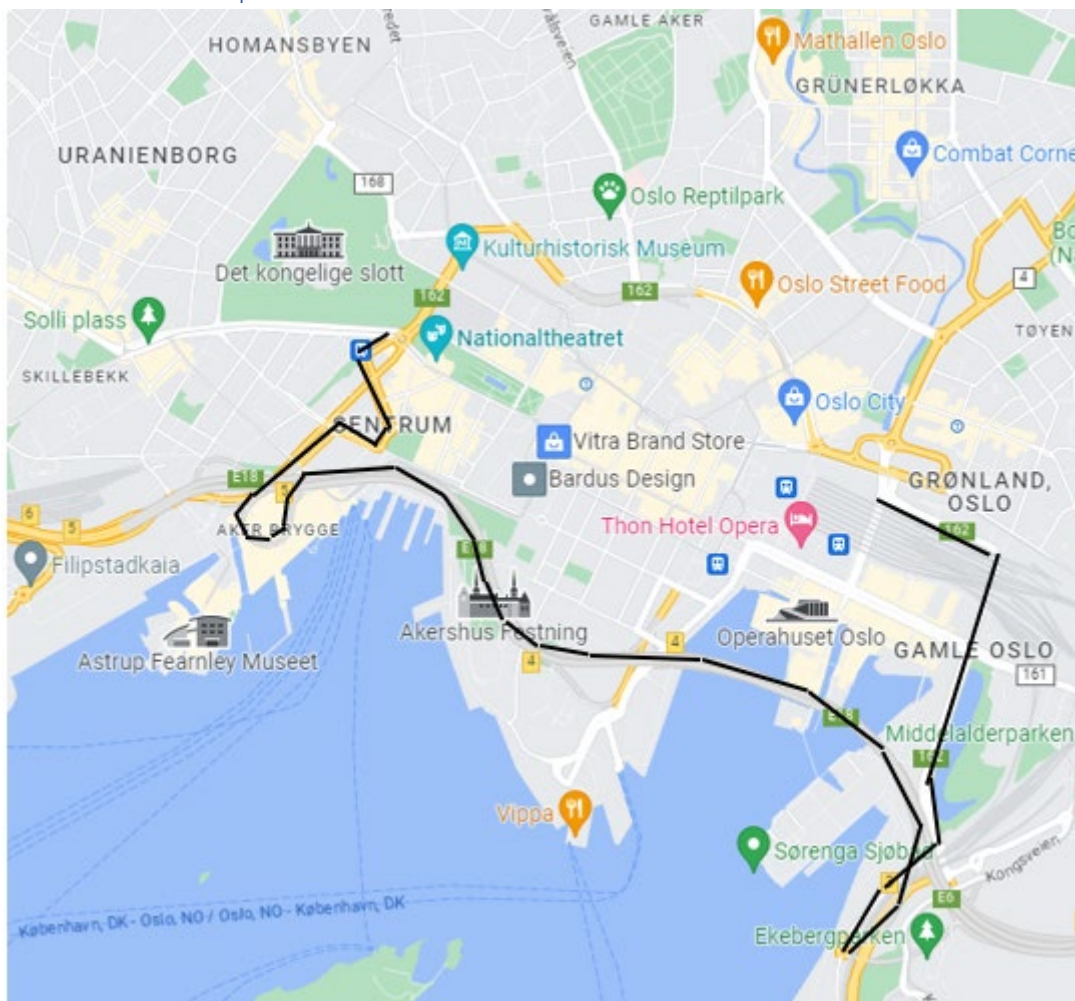 GAMLE AKER
HOMANSBYEN
Mathallen Oslo
GRÜNERLØKKA
URANIENBORG
Combat Corne
168
Oslo Reptilpark
Det kongelige slott
Kulturhistorisk Museum
162
162
Oslo Street Food
4
Solli plass
Nationaltheatret
TØYEN
SKILLEBEKK
Oslo City
SENTRUM
Vitra Brand Store
E18
Bardus Design
GRØNLAND,
OSLO
5
6
5
AKER BRYGGE
Thon Hotel Opera
162
Filipstadkaia
E18
Akershus Festning
Operahuset Oslo
Astrup Fearnley Museet
4
4
GAMLE OSLO
161
E18
Middelalderparken
162
Vippa
Sørenga Sjøbad
Kongsveien
E6
København, DK - Oslo, NO / Oslo, NO - København, DK
Ekebergparken